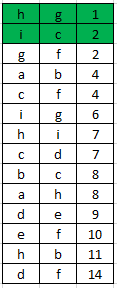 h g 1
i c 2
g f 2
a b 4
c f 4
i g 6
h i 7
c d 7
b c 8
a h 8
d e 9
e f 10
h b 11
d f 14